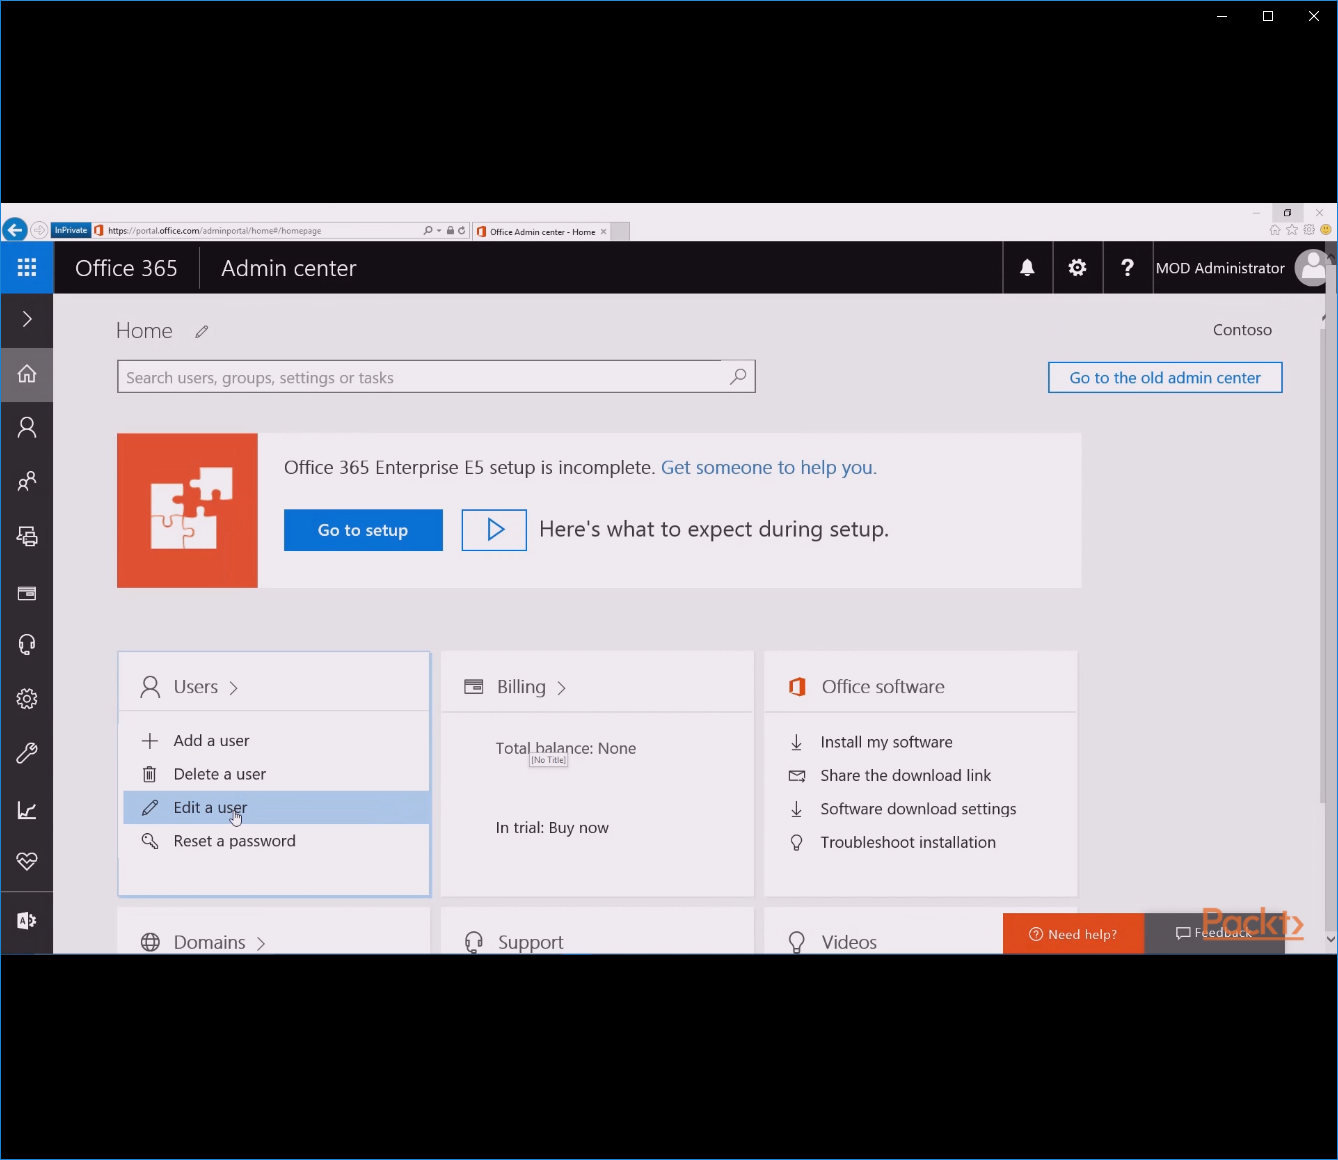 InPrivate https://portal.office.com/adminportal/home#/homepage Office Admin center - Home
Office 365 Admin center MOD Administrator
Home
Contoso
Search users, groups, settings or tasks
Go to the old admin center
Office 365 Enterprise E5 setup is incomplete. Get someone to help you.
Go to setup
Here's what to expect during setup.
Users
Add a user
Delete a user
Edit a user
Reset a password
Billing
Total balance: None
[No Title]
In trial: Buy now
Office software
Install my software
Share the download link
Software download settings
Troubleshoot installation
Domains
Support
Videos
Need help?
Feedback
Packt